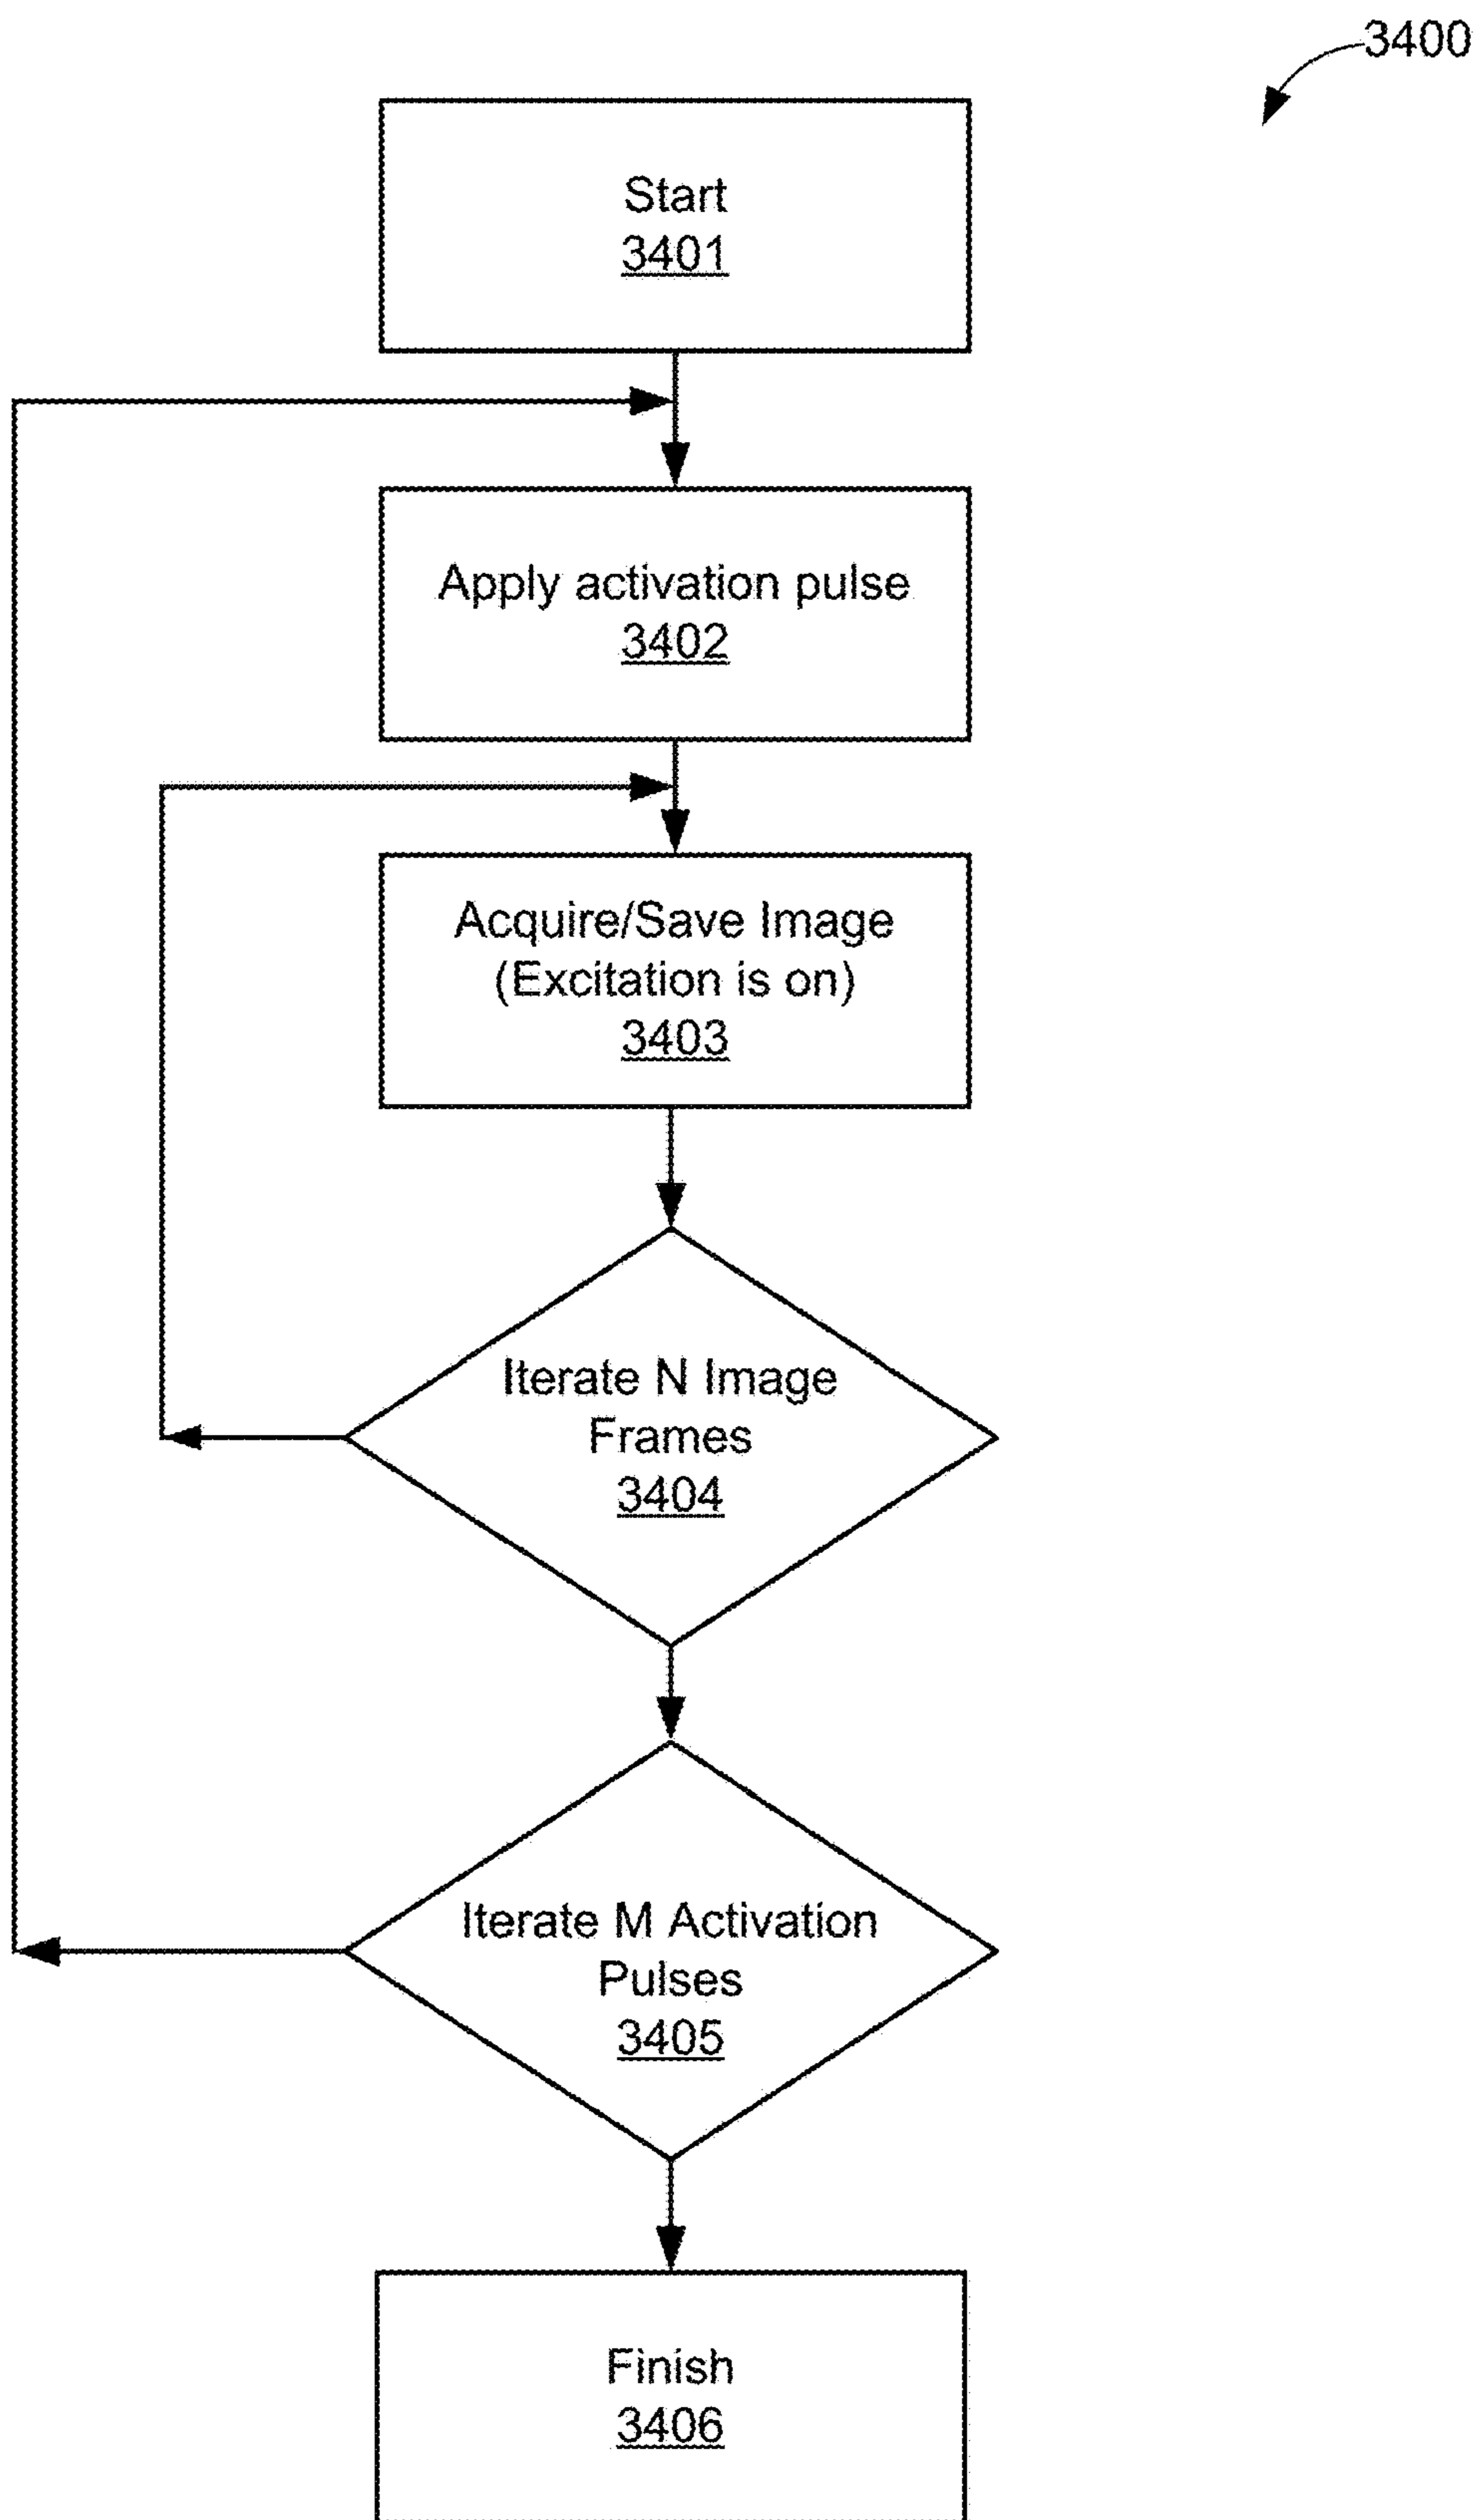 3400
Start
3401
Apply activation pulse
3402
Acquire/Save Image
(Excitation is on)
3403
Iterate N Image
Frames
3404
Iterate M Activation
Pulses
3405
Finish
3406